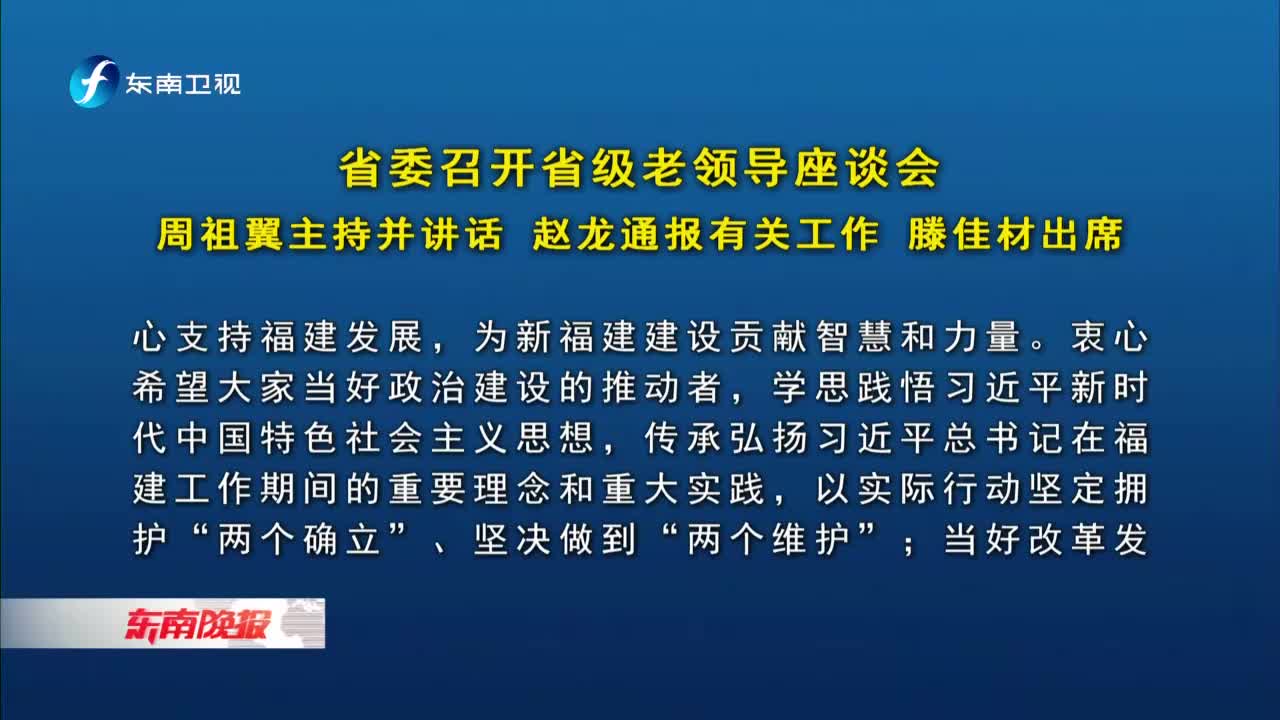 东南卫视
省委召开省级老领导座谈会
周祖翼主持并讲话 赵龙通报有关工作 滕佳材出席
心支持福建发展，为新福建建设贡献智慧和力量。衷心
希望大家当好政治建设的推动者，学思践悟习近平新时
代中国特色社会主义思想，传承弘扬习近平总书记在福
建工作期间的重要理念和重大实践，以实际行动坚定拥
护“两个确立”、坚决做到“两个维护”；当好改革发
东南晚报